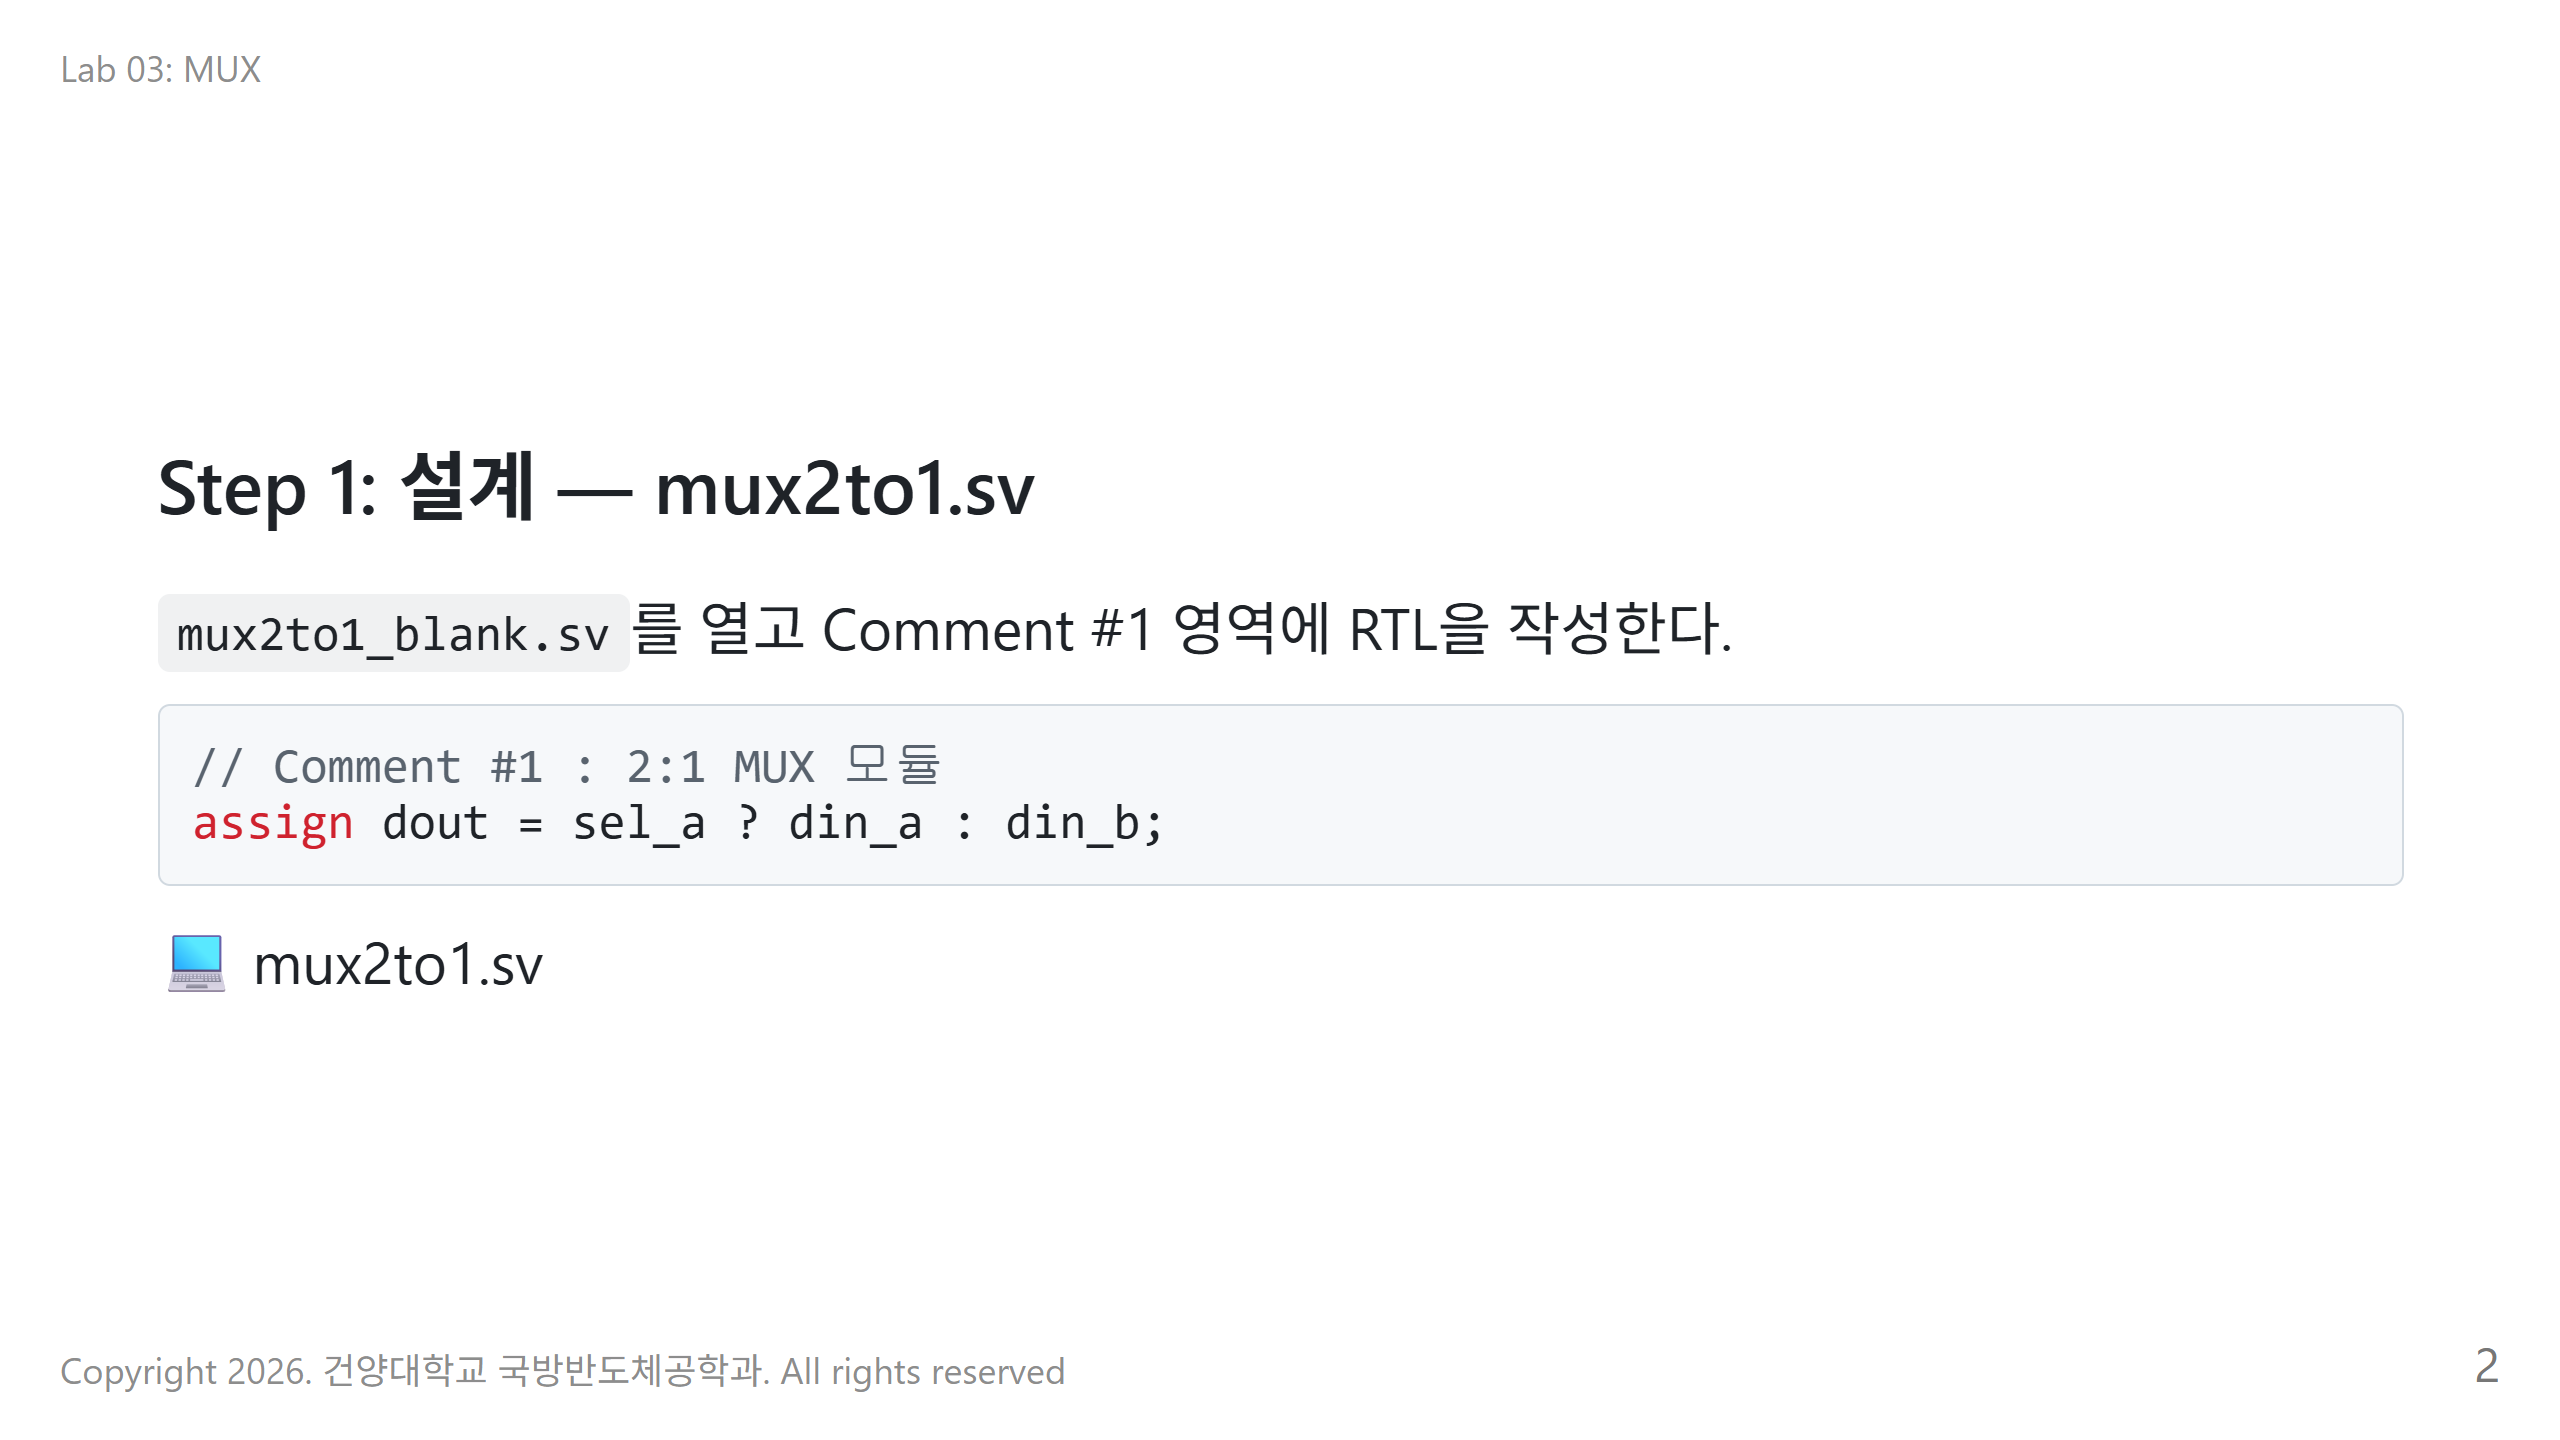 Lab 03: MUX
Step 1: 설계 — mux2to1.sv
mux2to1_blank.sv를 열고 Comment #1 영역에 RTL을 작성한다.
// Comment #1 : 2:1 MUX 모듈
assign dout = sel_a ? din_a : din_b;
💻 mux2to1.sv
Copyright 2026. 건양대학교 국방반도체공학과. All rights reserved
2